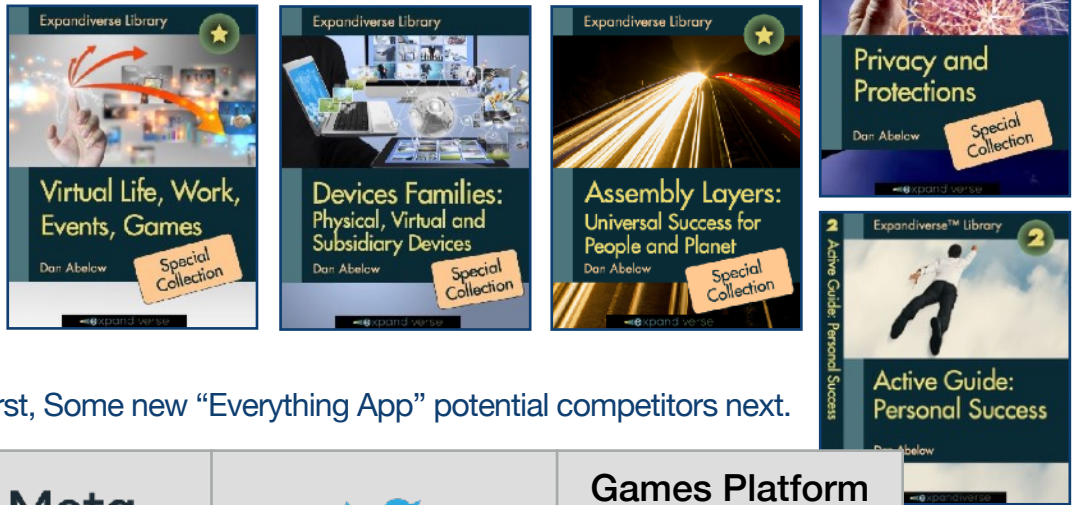 Expandiverse Library
Virtual Life, Work,
Events, Games
Dan Abelow
Special
Collection
expandiverse
Expandiverse Library
Devices Families:
Physical, Virtual and
Subsidiary Devices
Dan Abelow
Special
Collection
expandiverse
Expandiverse Library
Assembly Layers:
Universal Success for
People and Planet
Dan Abelow
Special
Collection
expandiverse
Privacy and
Protections
Dan Abelow
Special
Collection
expandiverse
2 Active Guide: Personal Success
Expandiverse™ Library
2
Active Guide:
Personal Success
Dan Abelow
expandiverse
rst, Some new “Everything App” potential competitors next.
Meta
Games Platform